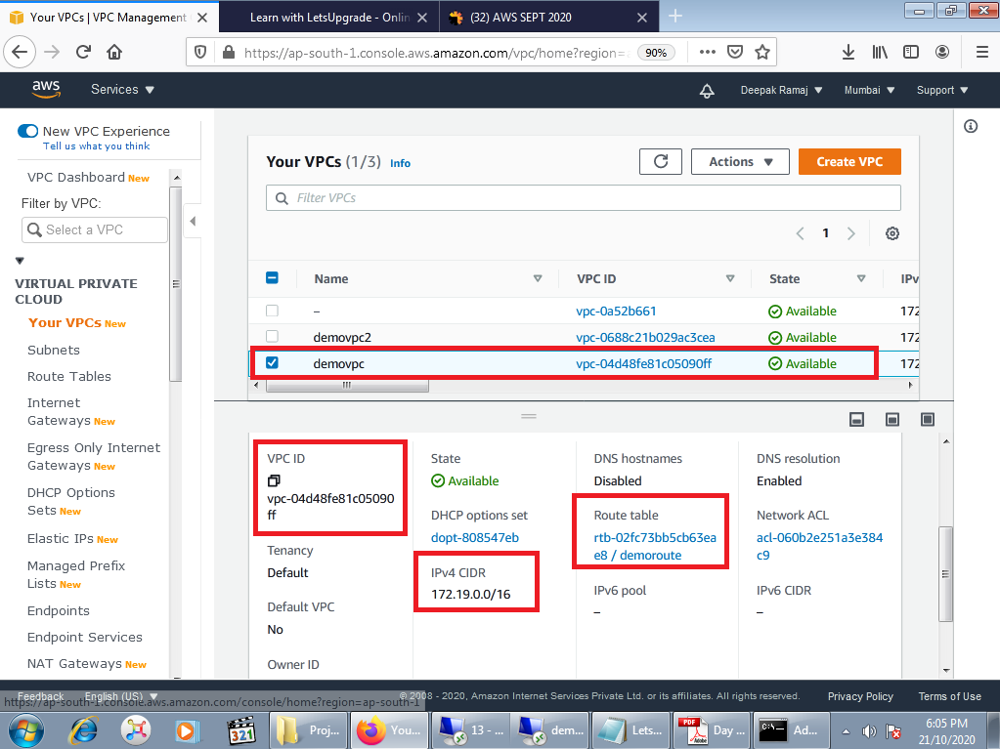 Your VPCs | VPC Management
Learn with LetsUpgrade - Onlin
(32) AWS SEPT 2020
https://ap-south-1.console.aws.amazon.com/vpc/home?region=
90%
aws
Services
Deepak Ramaj
Mumbai
Support
New VPC Experience
Tell us what you think
VPC Dashboard New
Filter by VPC:
Select a VPC
VIRTUAL PRIVATE
CLOUD
Your VPCs New
Subnets
Route Tables
Internet
Gateways New
Egress Only Internet
Gateways New
DHCP Options
Sets New
Elastic IPs New
Managed Prefix
Lists New
Endpoints
Endpoint Services
NAT Gateways New
Your VPCs (1/3) Info
Actions
Create VPC
Filter VPCs
1
Name
VPC ID
State
IPv
–
vpc-0a52b661
Available
172
demovpc2
vpc-0688c21b029ac3cea
Available
172
demovpc
vpc-04d48fe81c05090ff
Available
172
VPC ID
vpc-04d48fe81c05090
ff
Tenancy
Default
Default VPC
No
Owner ID
State
Available
DHCP options set
dopt-808547eb
IPv4 CIDR
172.19.0.0/16
DNS hostnames
Disabled
Route table
rtb-02fc73bb5cb63ea
e8 / demoroute
IPv6 pool
–
DNS resolution
Enabled
Network ACL
acl-060b2e251a3e384
c9
IPv6 CIDR
–
Feedback
English (US)
© 2008 - 2020, Amazon Internet Services Private Ltd. or its affiliates. All rights reserved.
Privacy Policy
Terms of Use
https://ap-south-1.console.aws.amazon.com/console/home?region=ap-south-1
321
Proj...
You...
13 - ...
dem...
Lets...
PDF
Adobe
Day ...
C:\
Ad...
6:05 PM
21/10/2020